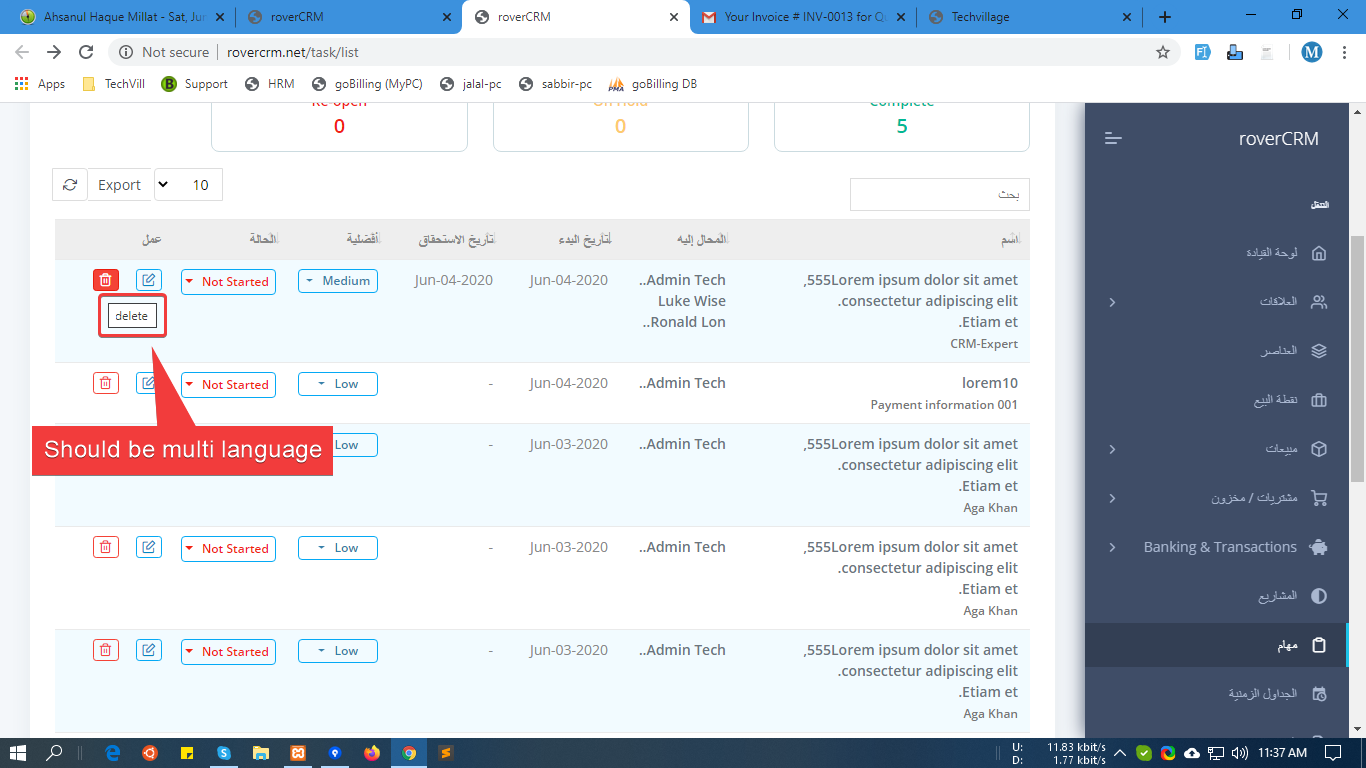 Ahsanul Haque Millat - Sat, Jun
roverCRM
roverCRM
Your Invoice # INV-0013 for Qu
Techvillage
Not secure | rovercrm.net/task/list
Apps
TechVill
Support
HRM
goBilling (MyPC)
jalal-pc
sabbir-pc
goBilling DB
Re-open
0
On Hold
0
Complete
5
roverCRM
Export
10
بحث
التنقل
لوحة القيادة
العلاقات
العناصر
نقطة البيع
مبيعات
مشتريات / مخزون
Banking & Transactions
المشاريع
مهام
الجداول الزمنية
اسْم المحال إليه تأريخ البدء تاريخ الاستحقاق أفضلية الحالة عمل
555Lorem ipsum dolor sit amet,
consectetur adipiscing elit.
Etiam et.
CRM-Expert
Admin Tech..
Luke Wise
Ronald Lon..
Jun-04-2020
Jun-04-2020
Medium
Not Started
delete
lorem10
Payment information 001
Admin Tech..
Jun-04-2020
-
Low
Not Started
Should be multi language
555Lorem ipsum dolor sit amet,
consectetur adipiscing elit.
Etiam et.
Aga Khan
Admin Tech..
Jun-03-2020
-
Low
555Lorem ipsum dolor sit amet,
consectetur adipiscing elit.
Etiam et.
Aga Khan
Admin Tech..
Jun-03-2020
-
Low
Not Started
555Lorem ipsum dolor sit amet,
consectetur adipiscing elit.
Etiam et.
Aga Khan
Admin Tech..
Jun-03-2020
-
Low
Not Started
U: 11.83 kbit/s
D: 1.77 kbit/s
11:37 AM